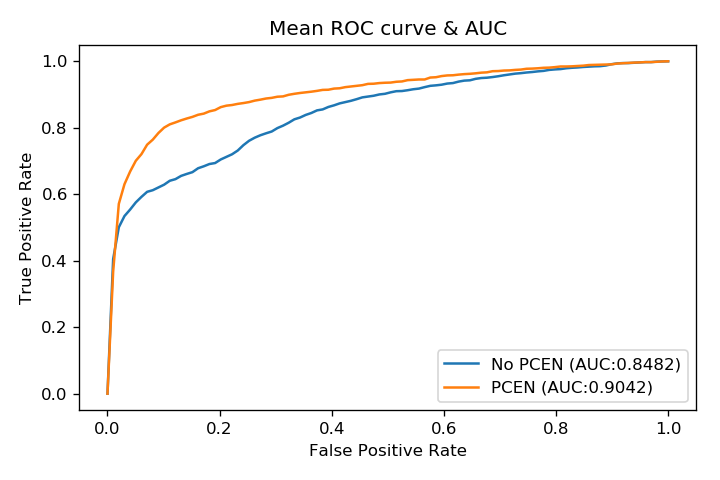 Mean ROC curve & AUC
1.0
0.8
0.6
0.4
0.2
0.0
True Positive Rate
No PCEN (AUC:0.8482)
PCEN (AUC:0.9042)
0.0 0.2 0.4 0.6 0.8 1.0
False Positive Rate